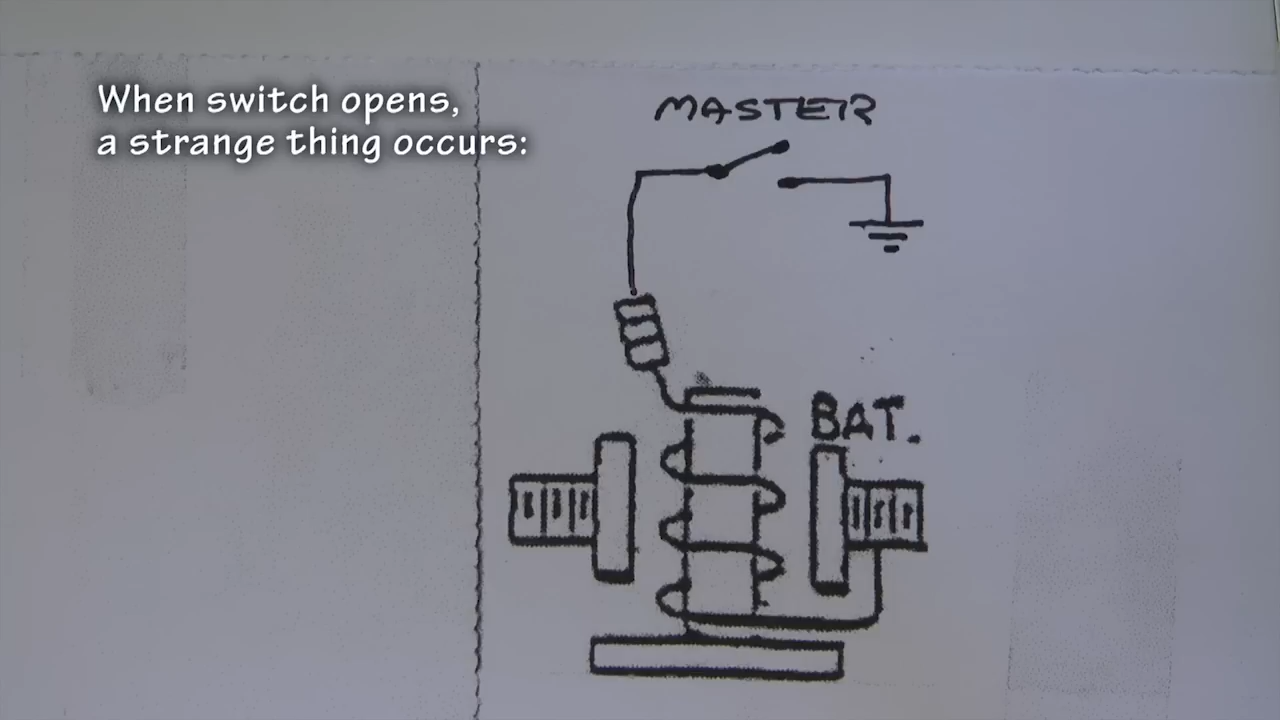 When switch opens,
a strange thing occurs:
MASTER
BAT.